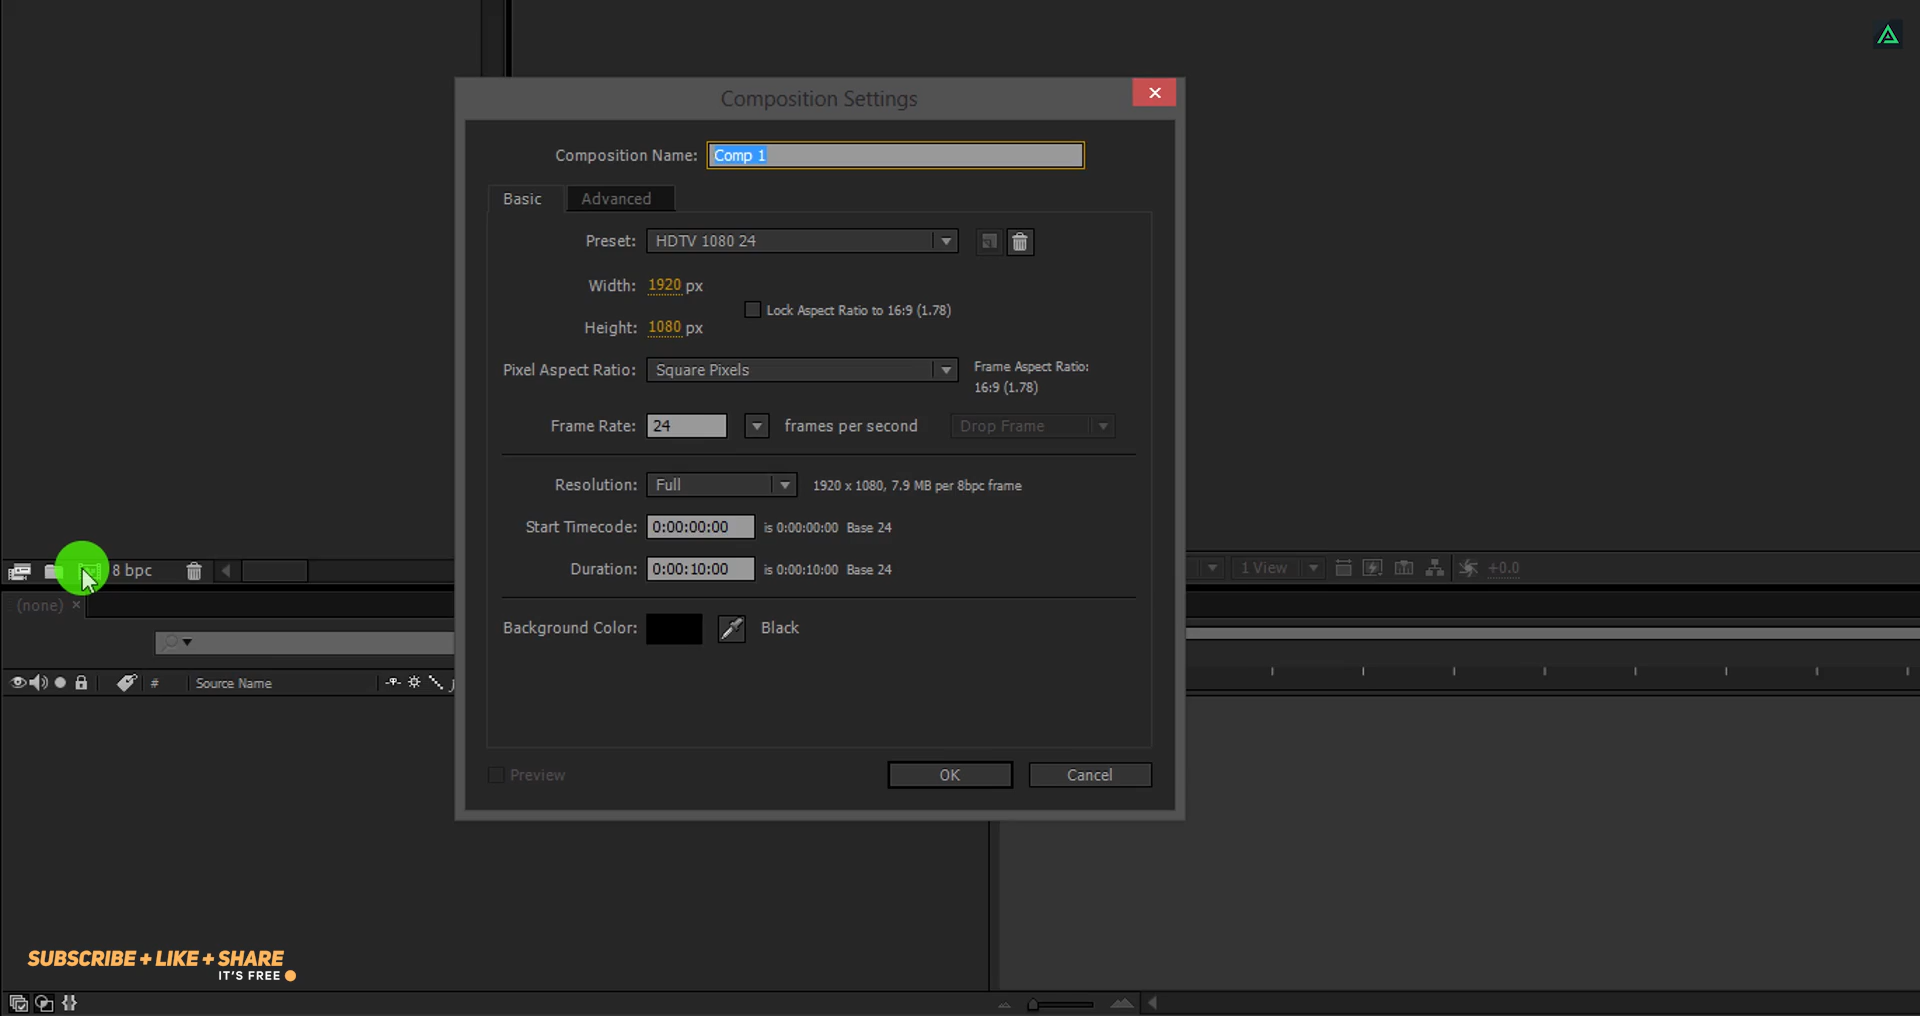 Composition Settings
Composition Name: Comp 1
Basic Advanced
Preset: HDTV 1080 24
Width: 1920 px
Lock Aspect Ratio to 16:9 (1.78)
Height: 1080 px
Pixel Aspect Ratio: Square Pixels
Frame Aspect Ratio:
16:9 (1.78)
Frame Rate: 24 frames per second Drop Frame
Resolution: Full 1920 x 1080, 7.9 MB per 8bpc frame
Start Timecode: 0:00:00:00 is 0:00:00:00 Base 24
Duration: 0:00:10:00 is 0:00:10:00 Base 24
Background Color: Black
Preview OK Cancel
8 bpc
1 View +0.0
(none)
# Source Name
SUBSCRIBE + LIKE + SHARE
IT'S FREE